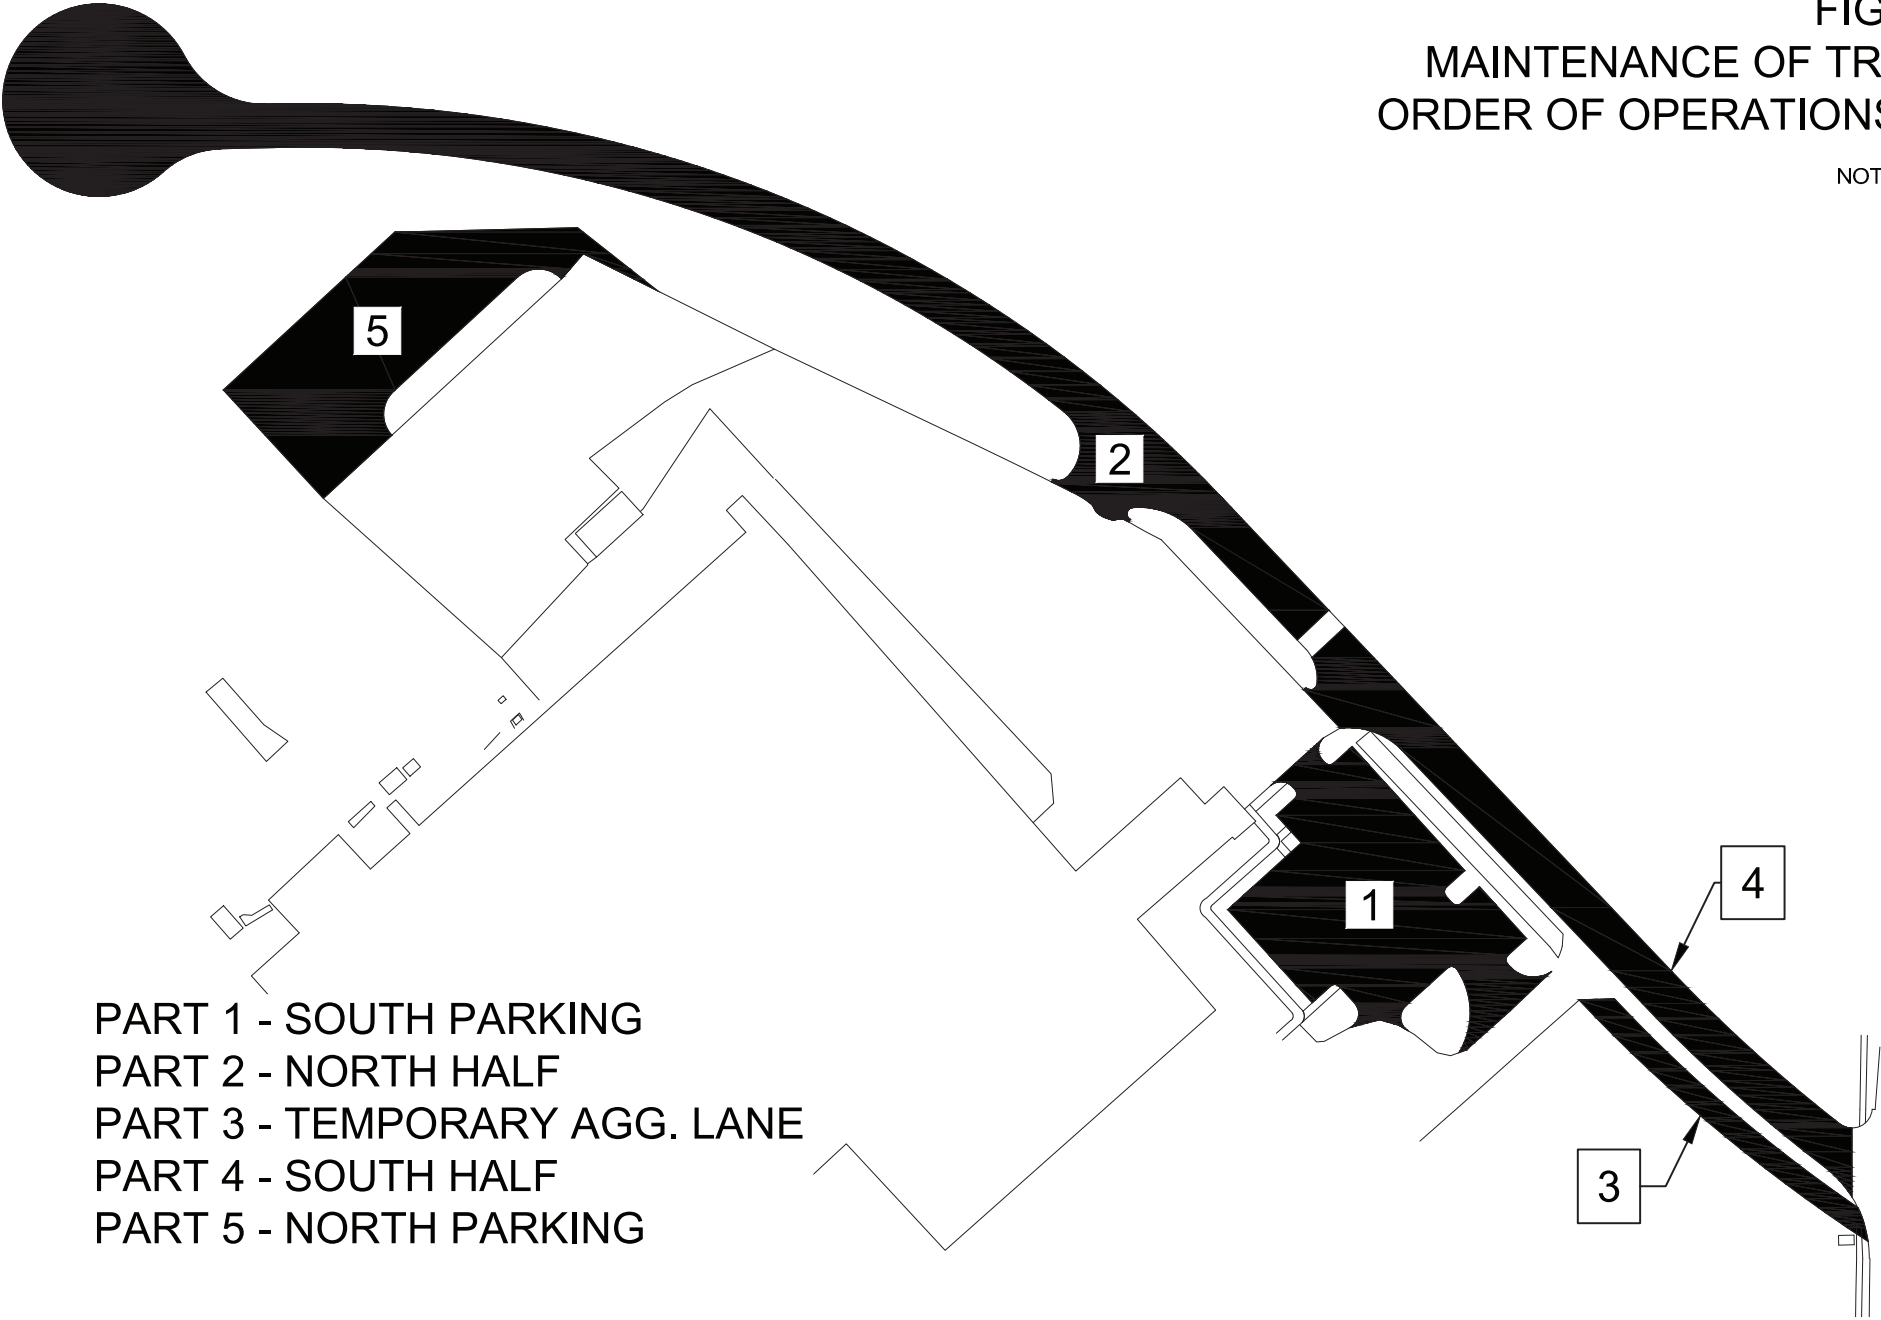 FIG
MAINTENANCE OF TR
ORDER OF OPERATIONS
NOT
5
2
4
1
3
PART 1 - SOUTH PARKING
PART 2 - NORTH HALF
PART 3 - TEMPORARY AGG. LANE
PART 4 - SOUTH HALF
PART 5 - NORTH PARKING